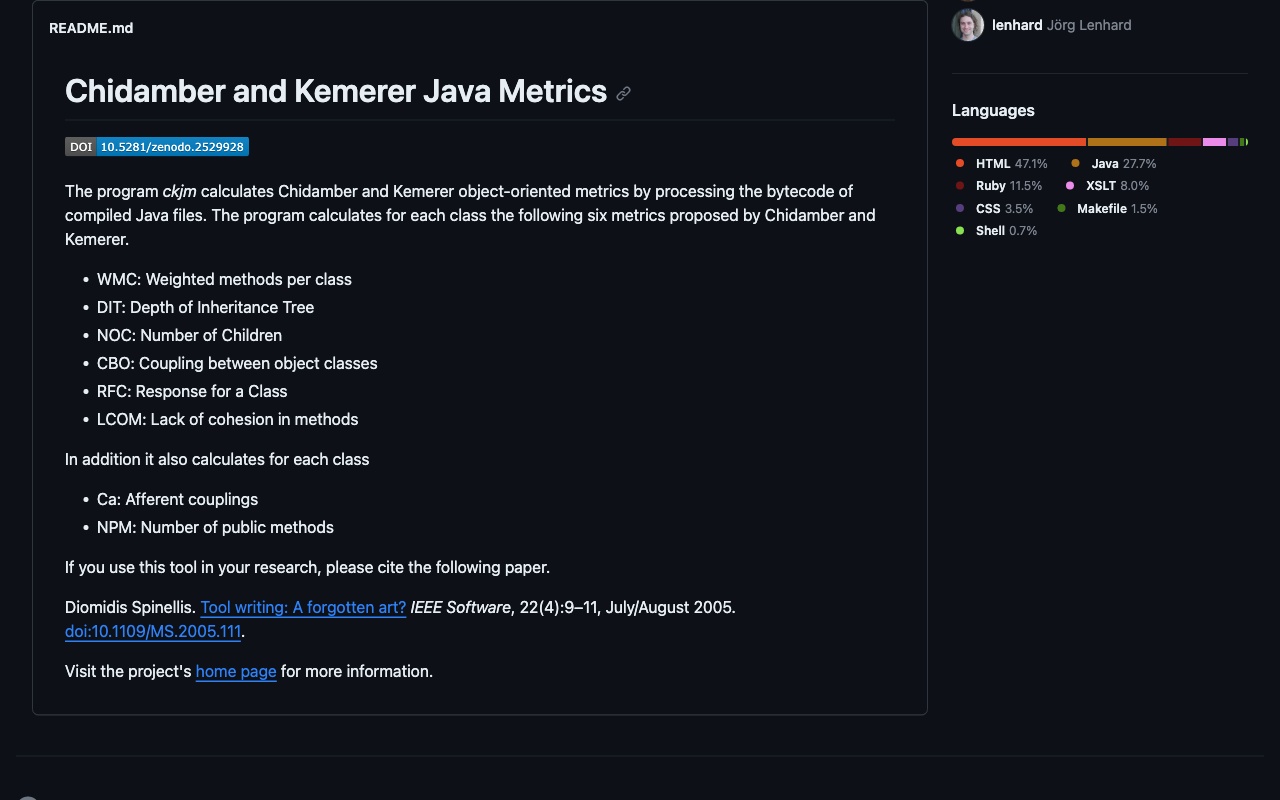 README.md
Chidamber and Kemerer Java Metrics
DOI 10.5281/zenodo.2529928
The program ckjm calculates Chidamber and Kemerer object-oriented metrics by processing the bytecode of
compiled Java files. The program calculates for each class the following six metrics proposed by Chidamber and
Kemerer.
• WMC: Weighted methods per class
• DIT: Depth of Inheritance Tree
• NOC: Number of Children
• CBO: Coupling between object classes
• RFC: Response for a Class
• LCOM: Lack of cohesion in methods
In addition it also calculates for each class
• Ca: Afferent couplings
• NPM: Number of public methods
If you use this tool in your research, please cite the following paper.
Diomidis Spinellis. Tool writing: A forgotten art? IEEE Software, 22(4):9–11, July/August 2005.
doi:10.1109/MS.2005.111.
Visit the project's home page for more information.
lenhard Jörg Lenhard
Languages
HTML 47.1% Java 27.7%
Ruby 11.5% XSLT 8.0%
CSS 3.5% Makefile 1.5%
Shell 0.7%